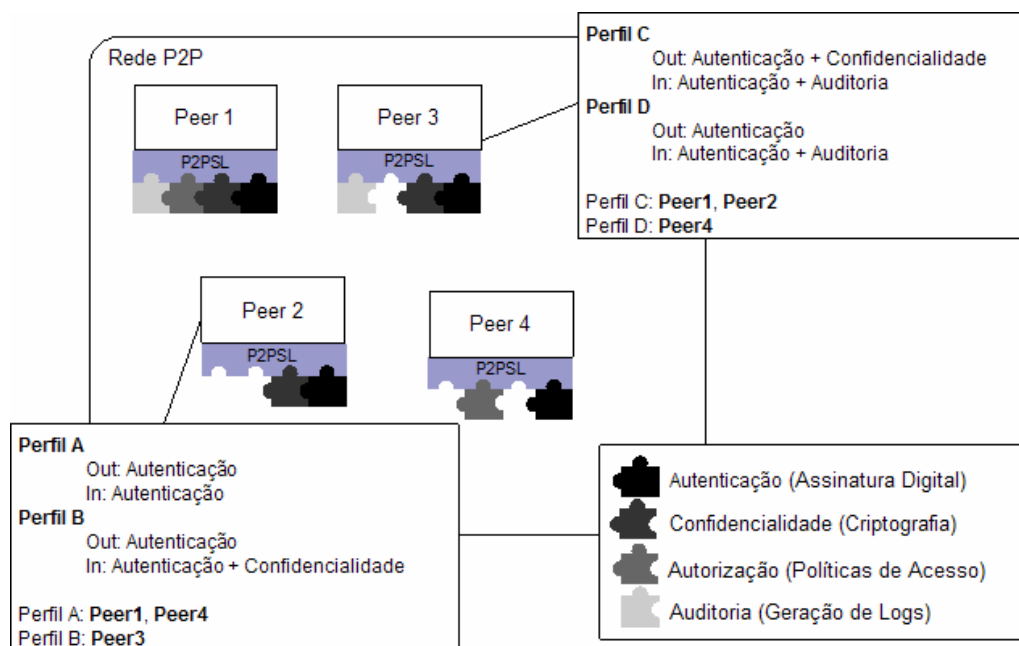 Rede P2P
Peer 1
P2PSL
Peer 3
P2PSL
Peer 2
P2PSL
Peer 4
P2PSL
Perfil C
Out: Autenticação + Confidencialidade
In: Autenticação + Auditoria
Perfil D
Out: Autenticação
In: Autenticação + Auditoria
Perfil C: Peer1, Peer2
Perfil D: Peer4
Perfil A
Out: Autenticação
In: Autenticação
Perfil B
Out: Autenticação
In: Autenticação + Confidencialidade
Perfil A: Peer1, Peer4
Perfil B: Peer3
Autenticação (Assinatura Digital)
Confidencialidade (Criptografia)
Autorização (Políticas de Acesso)
Auditoria (Geração de Logs)